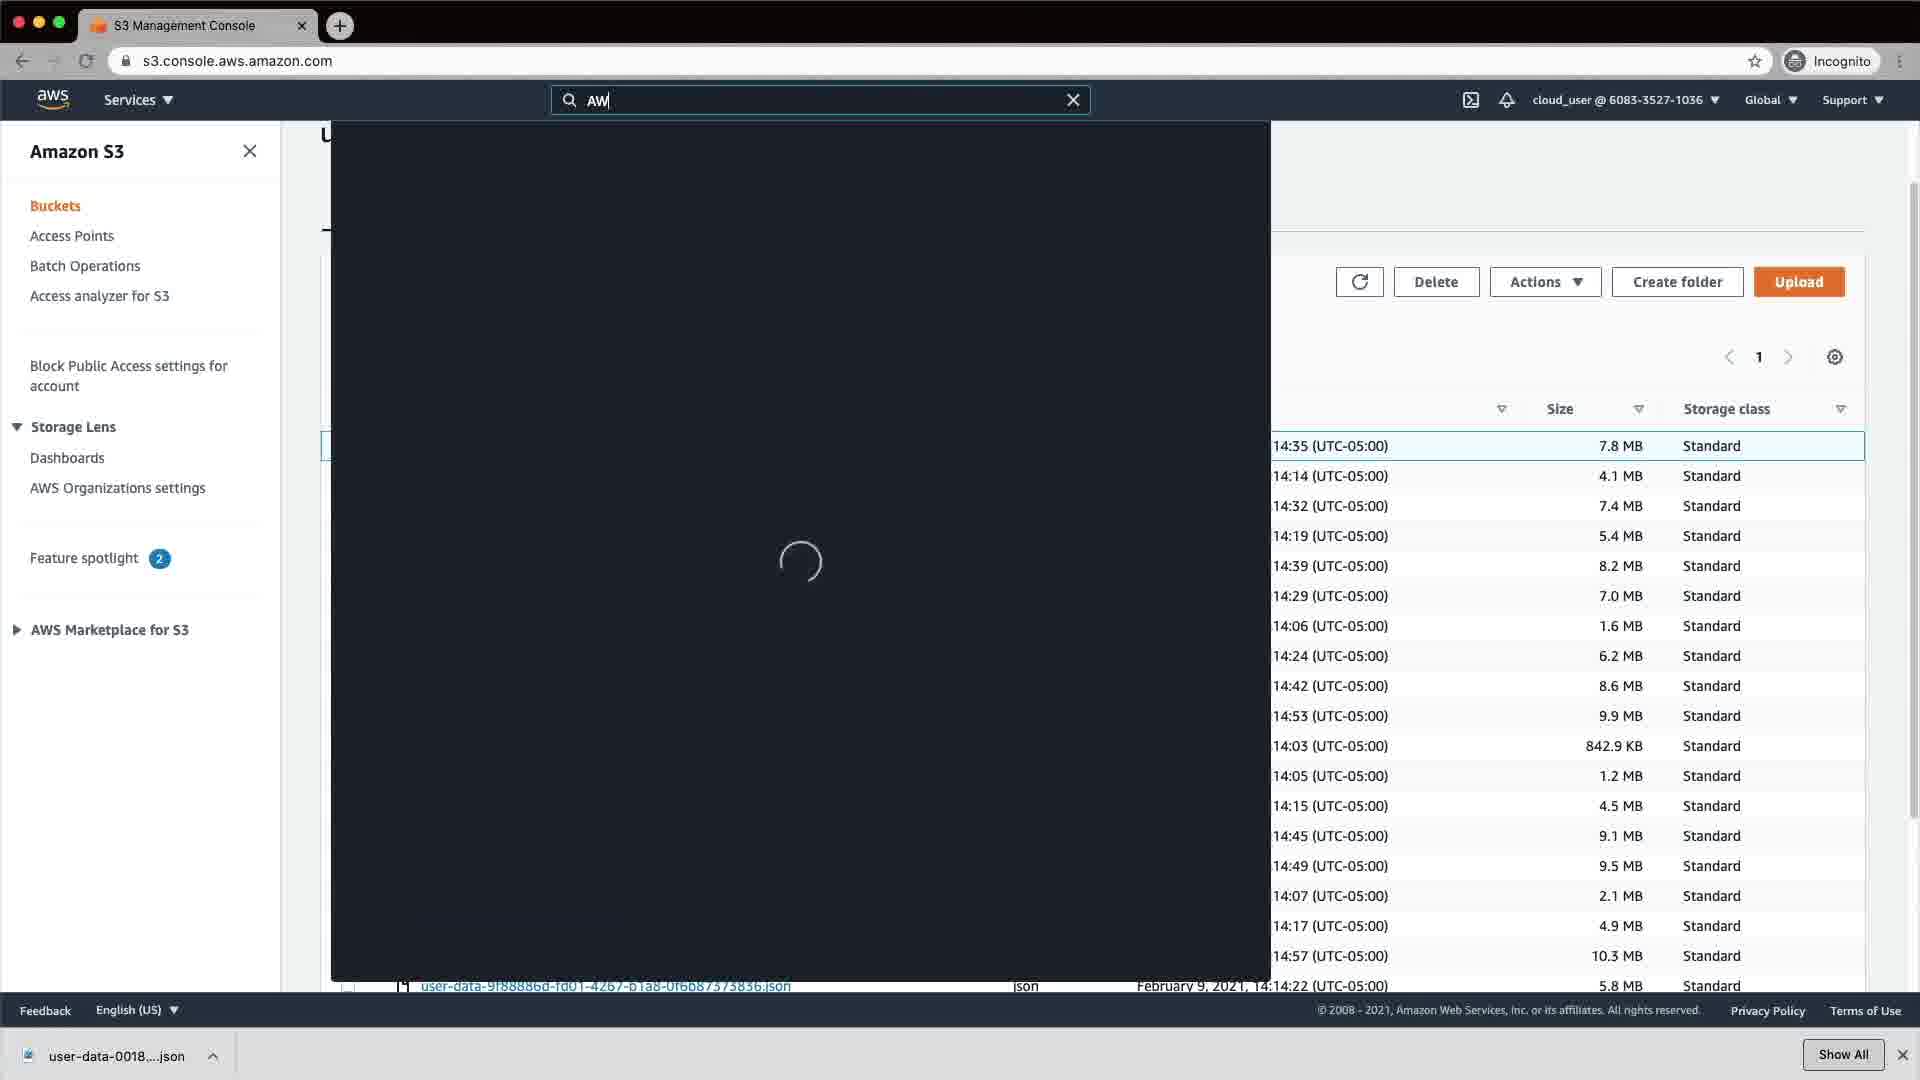 S3 Management Console
s3.console.aws.amazon.com
Incognito
aws
Services
AW
cloud_user @ 6083-3527-1036
Global
Support
Amazon S3
Buckets
Access Points
Batch Operations
Access analyzer for S3
Block Public Access settings for
account
Storage Lens
Dashboards
AWS Organizations settings
Feature spotlight 2
AWS Marketplace for S3
Delete
Actions
Create folder
Upload
1
Size
Storage class
14:35 (UTC-05:00) 7.8 MB Standard
14:14 (UTC-05:00) 4.1 MB Standard
14:32 (UTC-05:00) 7.4 MB Standard
14:19 (UTC-05:00) 5.4 MB Standard
14:39 (UTC-05:00) 8.2 MB Standard
14:29 (UTC-05:00) 7.0 MB Standard
14:06 (UTC-05:00) 1.6 MB Standard
14:24 (UTC-05:00) 6.2 MB Standard
14:42 (UTC-05:00) 8.6 MB Standard
14:53 (UTC-05:00) 9.9 MB Standard
14:03 (UTC-05:00) 842.9 KB Standard
14:05 (UTC-05:00) 1.2 MB Standard
14:15 (UTC-05:00) 4.5 MB Standard
14:45 (UTC-05:00) 9.1 MB Standard
14:49 (UTC-05:00) 9.5 MB Standard
14:07 (UTC-05:00) 2.1 MB Standard
14:17 (UTC-05:00) 4.9 MB Standard
14:57 (UTC-05:00) 10.3 MB Standard
user-data-9f88886d-fd01-4267-b1a8-0f6b87373836.json json February 9, 2021, 14:14:22 (UTC-05:00) 5.8 MB Standard
Feedback
English (US)
© 2008 - 2021, Amazon Web Services, Inc. or its affiliates. All rights reserved.
Privacy Policy
Terms of Use
user-data-0018....json
Show All